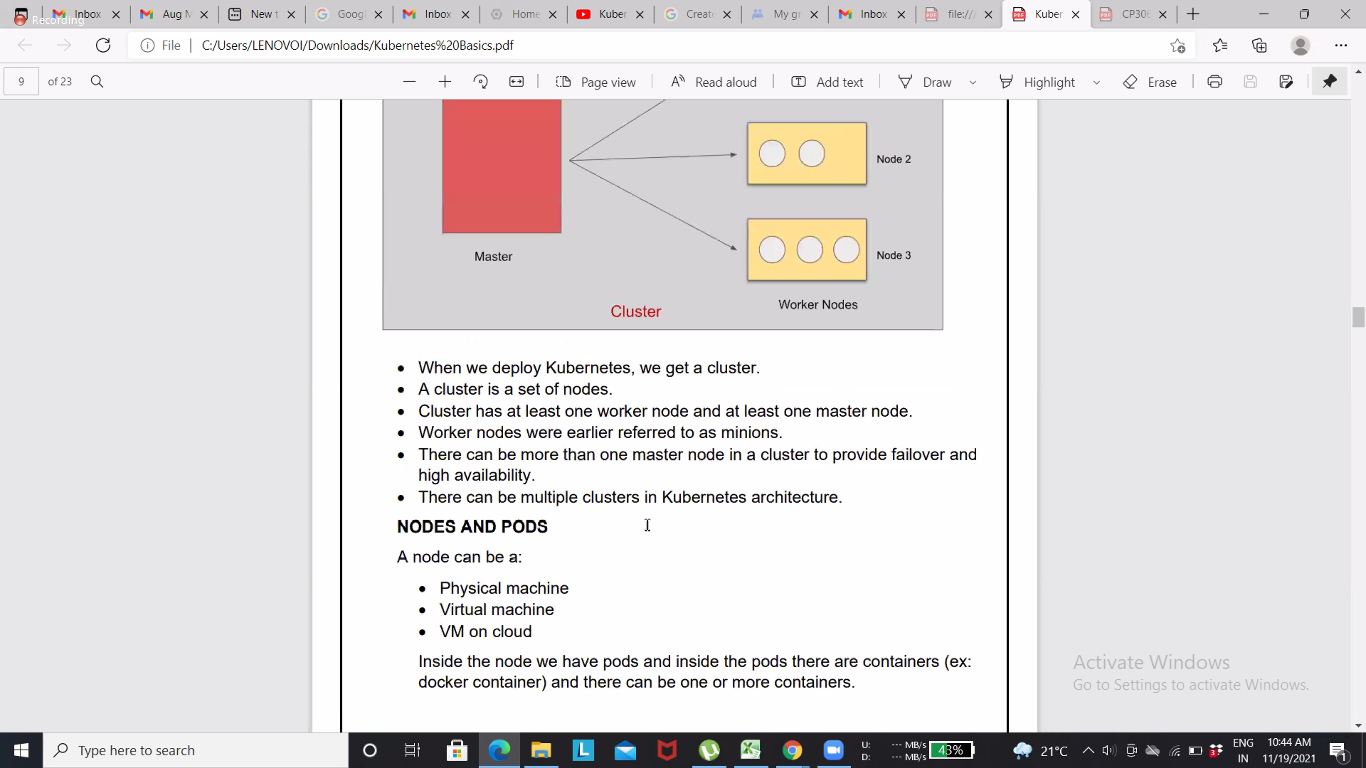 Recording
Inbox
Aug M
New t
Googl
Inbox
Home
Kuber
Create
My gr
Inbox
file://
Kuber
CP306
File C:/Users/LENOVOI/Downloads/Kubernetes%20Basics.pdf
9 of 23
Page view
Read aloud
Add text
Draw
Highlight
Erase
Node 2
Node 3
Master
Worker Nodes
Cluster
• When we deploy Kubernetes, we get a cluster.
• A cluster is a set of nodes.
• Cluster has at least one worker node and at least one master node.
• Worker nodes were earlier referred to as minions.
• There can be more than one master node in a cluster to provide failover and
high availability.
• There can be multiple clusters in Kubernetes architecture.
NODES AND PODS
A node can be a:
• Physical machine
• Virtual machine
• VM on cloud
Inside the node we have pods and inside the pods there are containers (ex:
docker container) and there can be one or more containers.
Activate Windows
Go to Settings to activate Windows.
Type here to search
U: --- MB/s
D: --- MB/s
43%
21°C
ENG
IN
10:44 AM
11/19/2021